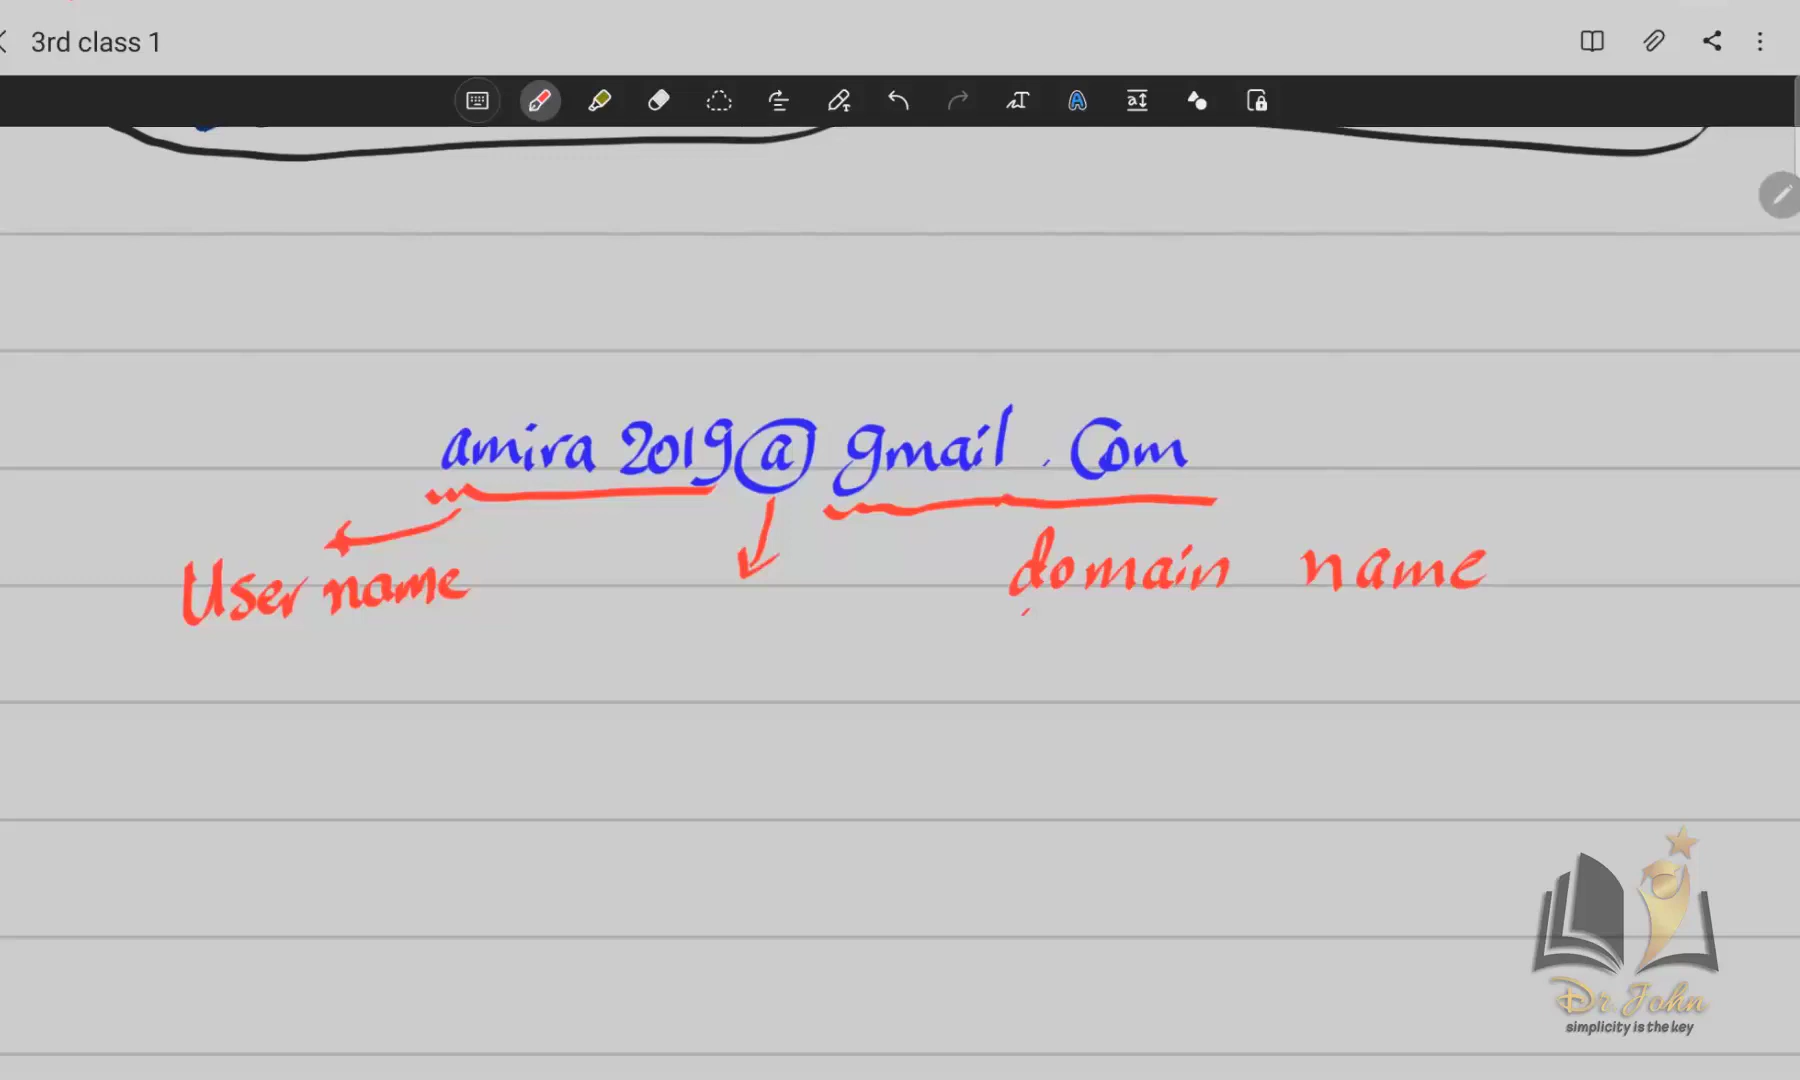 3rd class 1
amira 2019@ gmail . Com
User name
domain name
Dr. John
simplicity is the key